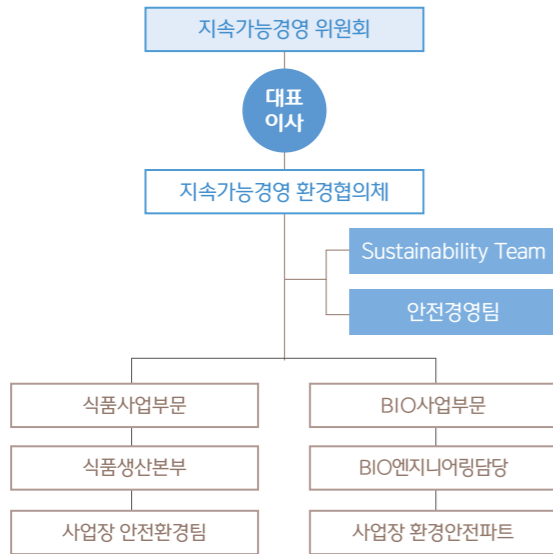 지속가능경영 위원회
대표
이사
지속가능경영 환경협의체
Sustainability Team
안전경영팀
식품사업부문
BIO사업부문
식품생산본부
BIO엔지니어링담당
사업장 안전환경팀
사업장 환경안전파트